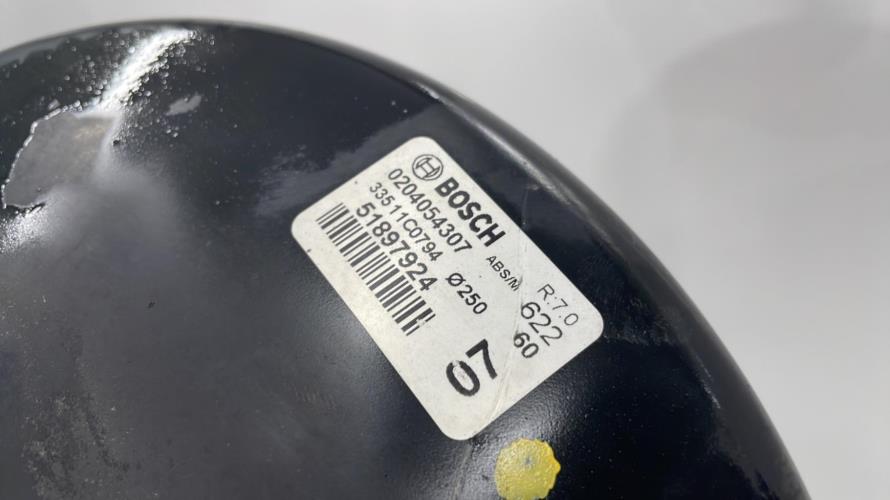 BOSCH
0204054307 ABS/M R:7.0
33511C0794 Ø250 622
51897924 60
07